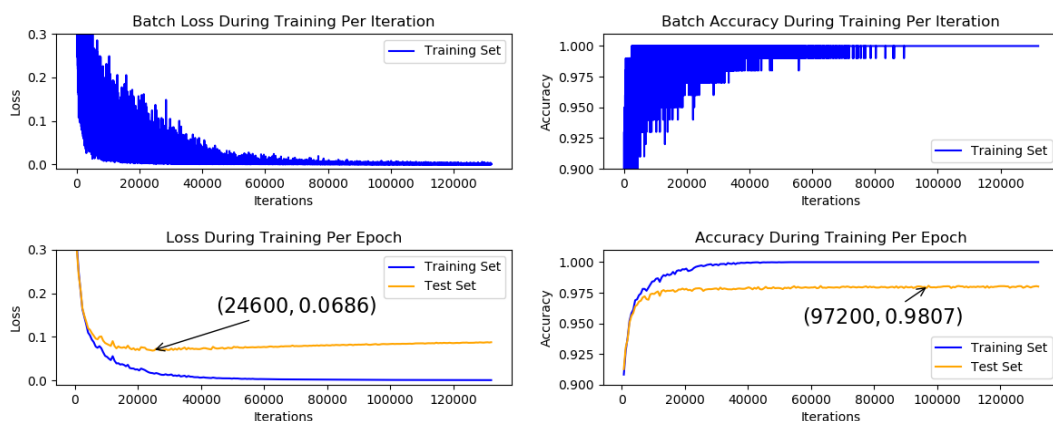 Batch Loss During Training Per Iteration
0.3
0.2
0.1
0.0
Loss
Training Set
0 20000 40000 60000 80000 100000 120000
Iterations
Batch Accuracy During Training Per Iteration
1.000
0.975
0.950
0.925
0.900
Accuracy
Training Set
0 20000 40000 60000 80000 100000 120000
Iterations
Loss During Training Per Epoch
0.3
0.2
0.1
0.0
Loss
Training Set
Test Set
(24600, 0.0686)
0 20000 40000 60000 80000 100000 120000
Iterations
Accuracy During Training Per Epoch
1.000
0.975
0.950
0.925
0.900
Accuracy
(97200, 0.9807)
Training Set
Test Set
0 20000 40000 60000 80000 100000 120000
Iterations